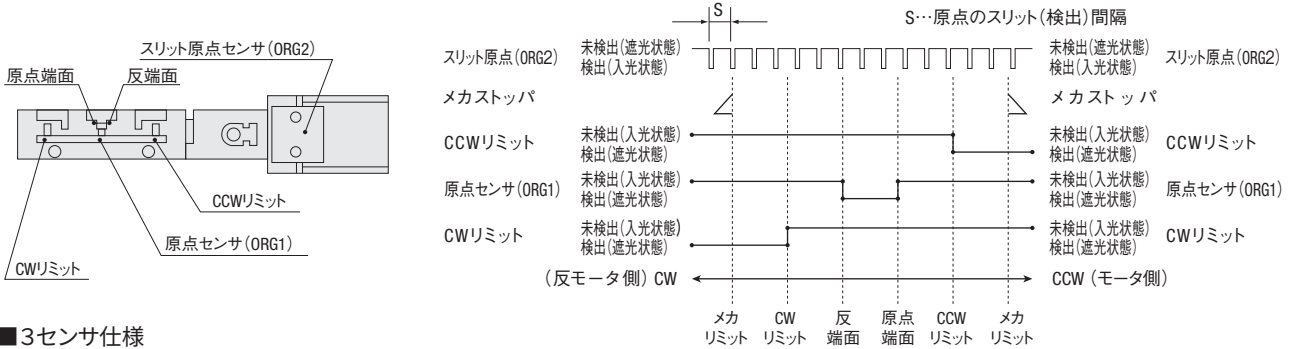 スリット原点センサ(ORG2)
原点端面
反端面
CCWリミット
原点センサ(ORG1)
CWリミット
■3センサ仕様
S
S…原点のスリット(検出)間隔
スリット原点(ORG2)
未検出(遮光状態)
検出(入光状態)
未検出(遮光状態)
検出(入光状態)
スリット原点(ORG2)
メカストッパ
メカストッパ
CCWリミット
未検出(入光状態)
検出(遮光状態)
未検出(入光状態)
検出(遮光状態)
CCWリミット
原点センサ(ORG1)
未検出(入光状態)
検出(遮光状態)
未検出(入光状態)
検出(遮光状態)
原点センサ(ORG1)
CWリミット
未検出(入光状態)
検出(遮光状態)
未検出(入光状態)
検出(遮光状態)
CWリミット
(反モータ側) CW
CCW (モータ側)
メカ
リミット
CW
リミット
反
端面
原点
端面
CCW
リミット
メカ
リミット